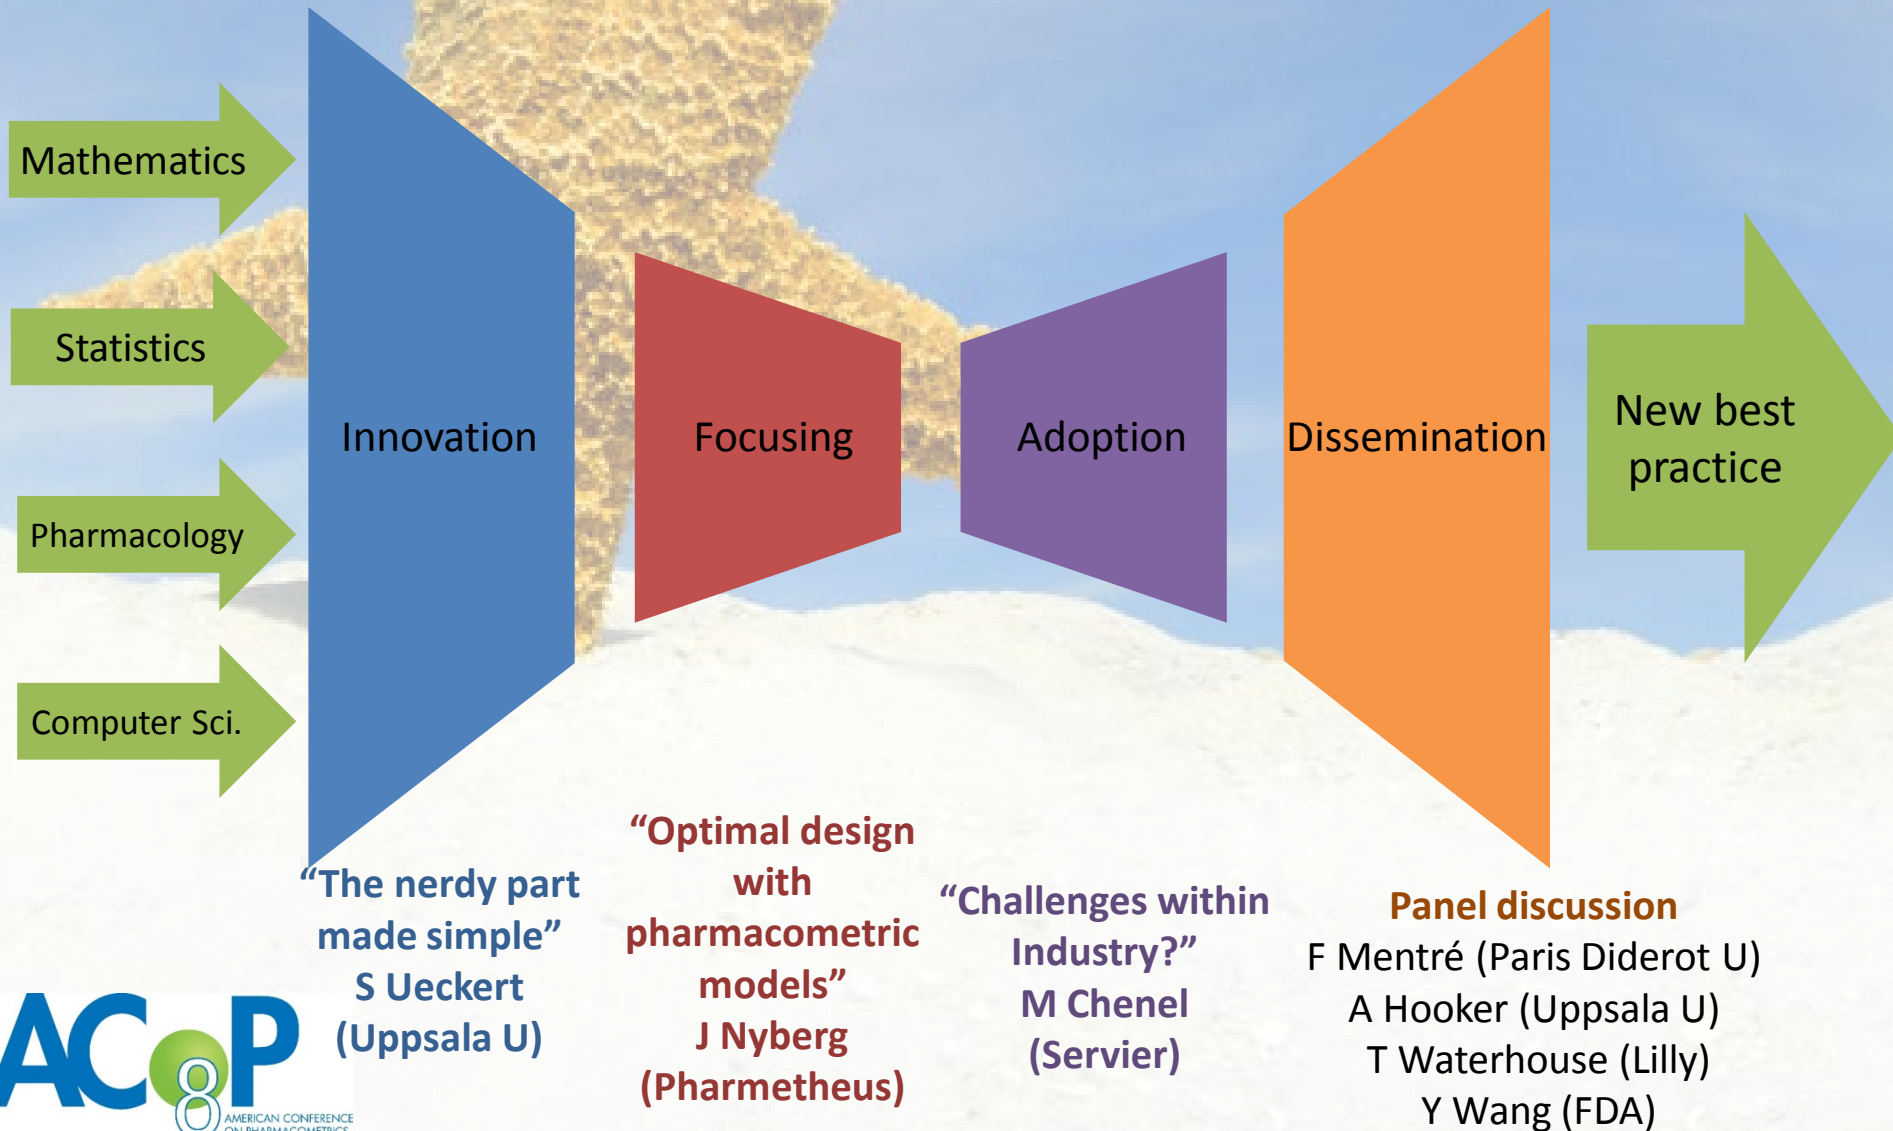 Mathematics
Statistics
Pharmacology
Computer Sci.
Innovation
Focusing
Adoption
Dissemination
New best
practice
“The nerdy part
made simple”
S Ueckert
(Uppsala U)
“Optimal design
with
pharmacometric
models”
J Nyberg
(Pharmetheus)
“Challenges within
Industry?”
M Chenel
(Servier)
Panel discussion
F Mentré (Paris Diderot U)
A Hooker (Uppsala U)
T Waterhouse (Lilly)
Y Wang (FDA)
ACoP
8
AMERICAN CONFERENCE
ON PHARMACOMETRICS